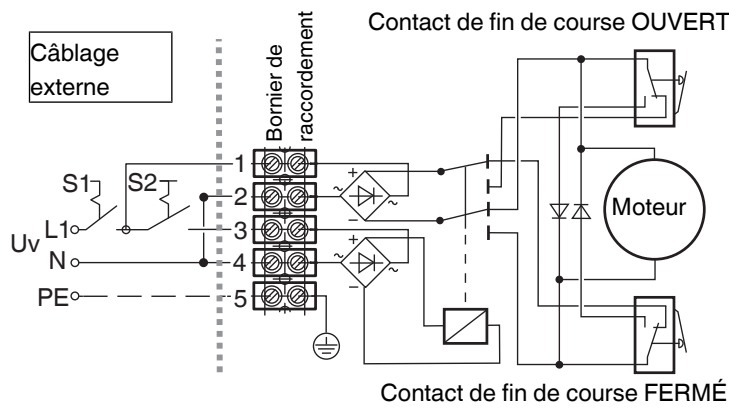 Contact de fin de course OUVERT
Câblage
externe
Bornier de
raccordement
S1
S2
1
2
3
4
5
L1
Uv
N
PE
+
−
~
~
+
−
~
~
Moteur
Contact de fin de course FERMÉ